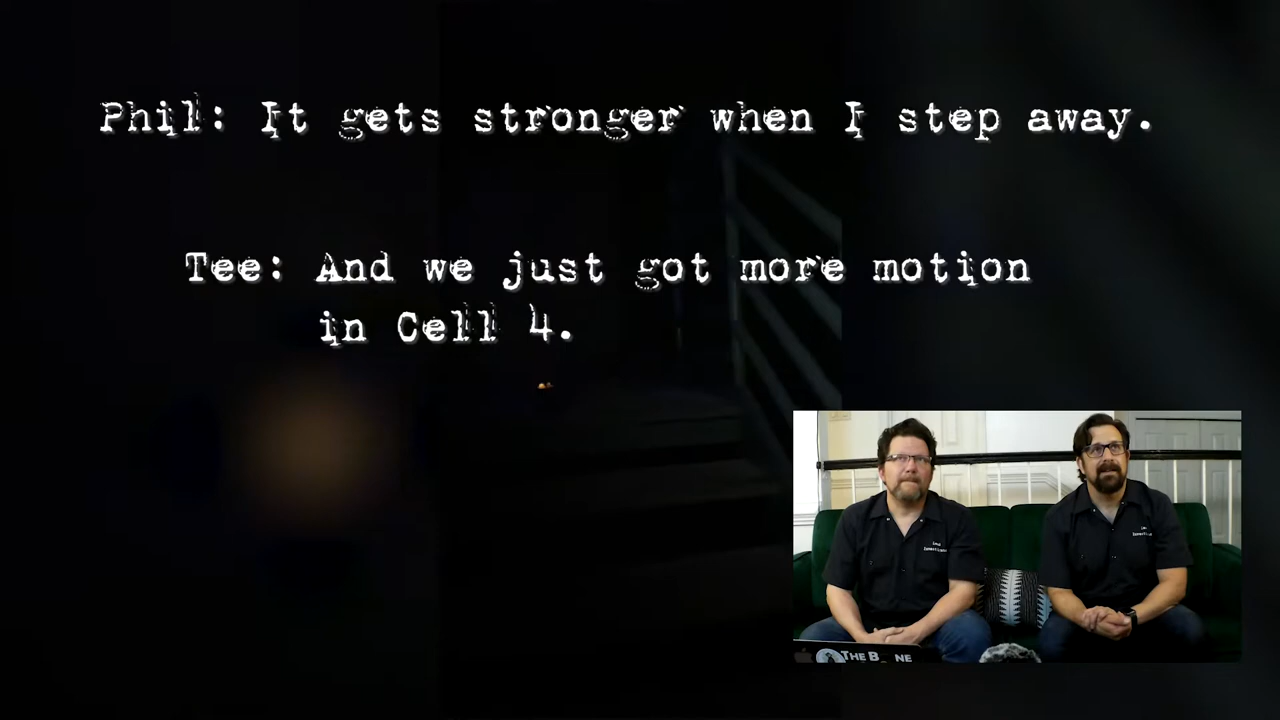 Phil: It gets stronger when I step away.
Tee: And we just got more motion
in Cell 4.
THE B NE